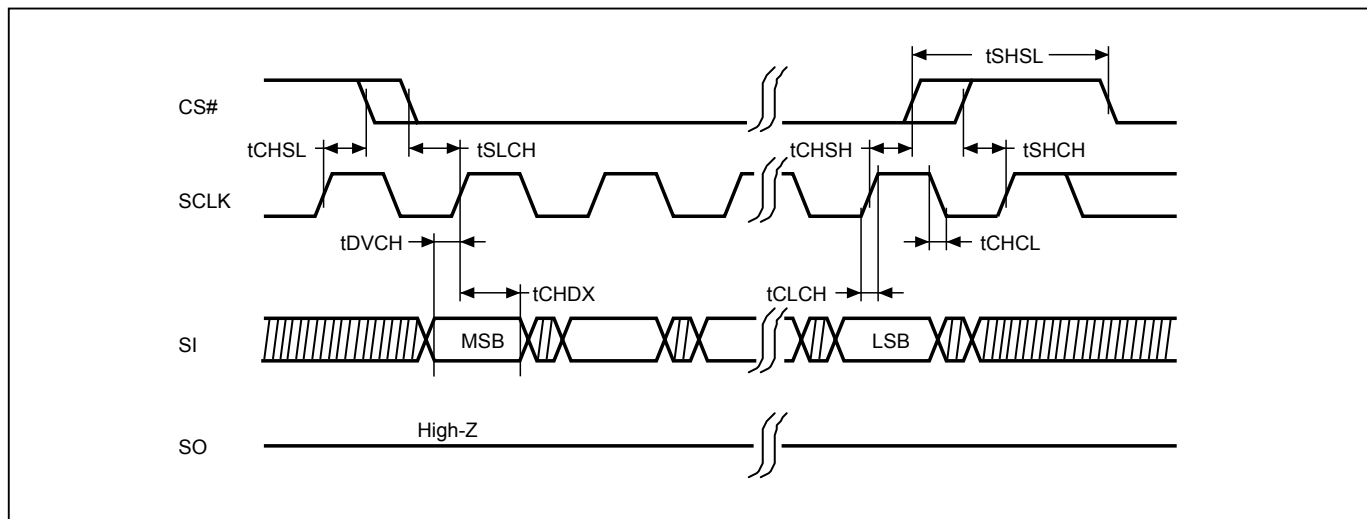 tSHSL
CS#
tCHSL
tSLCH
tCHSH
tSHCH
SCLK
tDVCH
tCHCL
tCHDX
tCLCH
SI
MSB
LSB
High-Z
SO